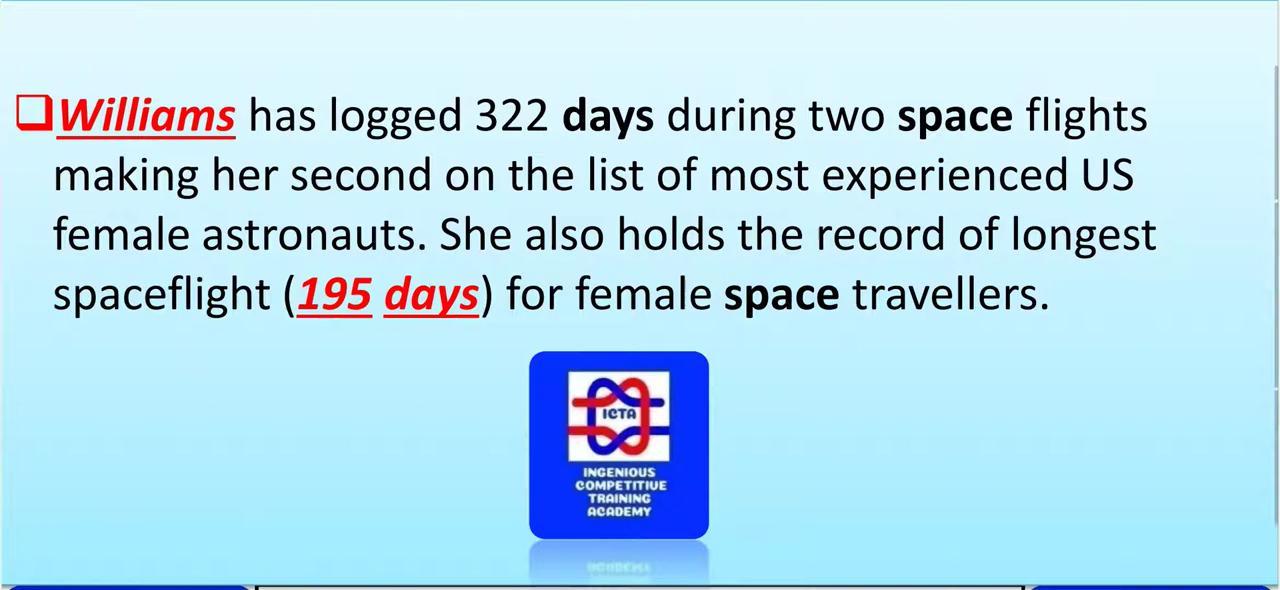 Williams has logged 322 days during two space flights
making her second on the list of most experienced US
female astronauts. She also holds the record of longest
spaceflight (195 days) for female space travellers.
ICTA
INGENIOUS
COMPETITIVE
TRAINING
ACADEMY